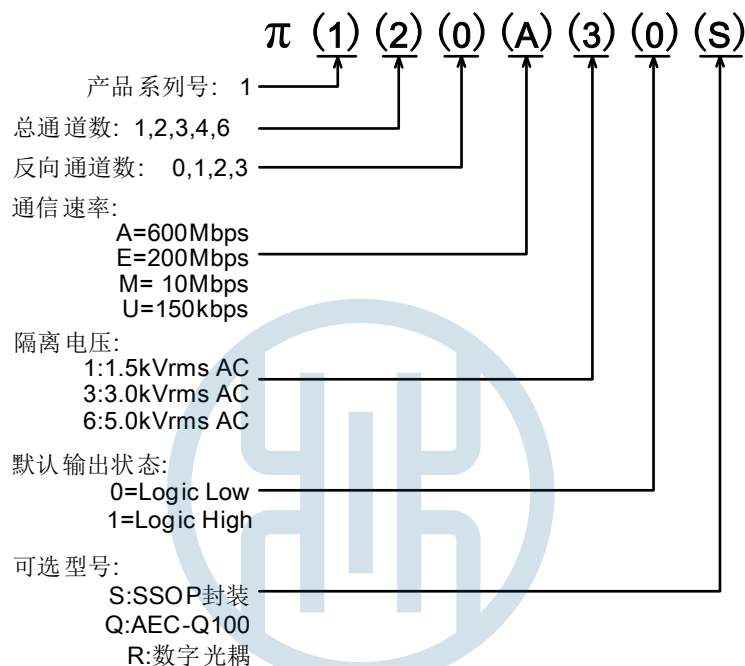 π (1) (2) (0) (A) (3) (0) (S)
产品系列号: 1
总通道数: 1,2,3,4,6
反向通道数: 0,1,2,3
通信速率:
A=600Mbps
E=200Mbps
M= 10Mbps
U=150kbps
隔离电压:
1:1.5kVrms AC
3:3.0kVrms AC
6:5.0kVrms AC
默认输出状态:
0=Logic Low
1=Logic High
可选型号:
S:SSOP封装
Q:AEC-Q100
R:数字光耦